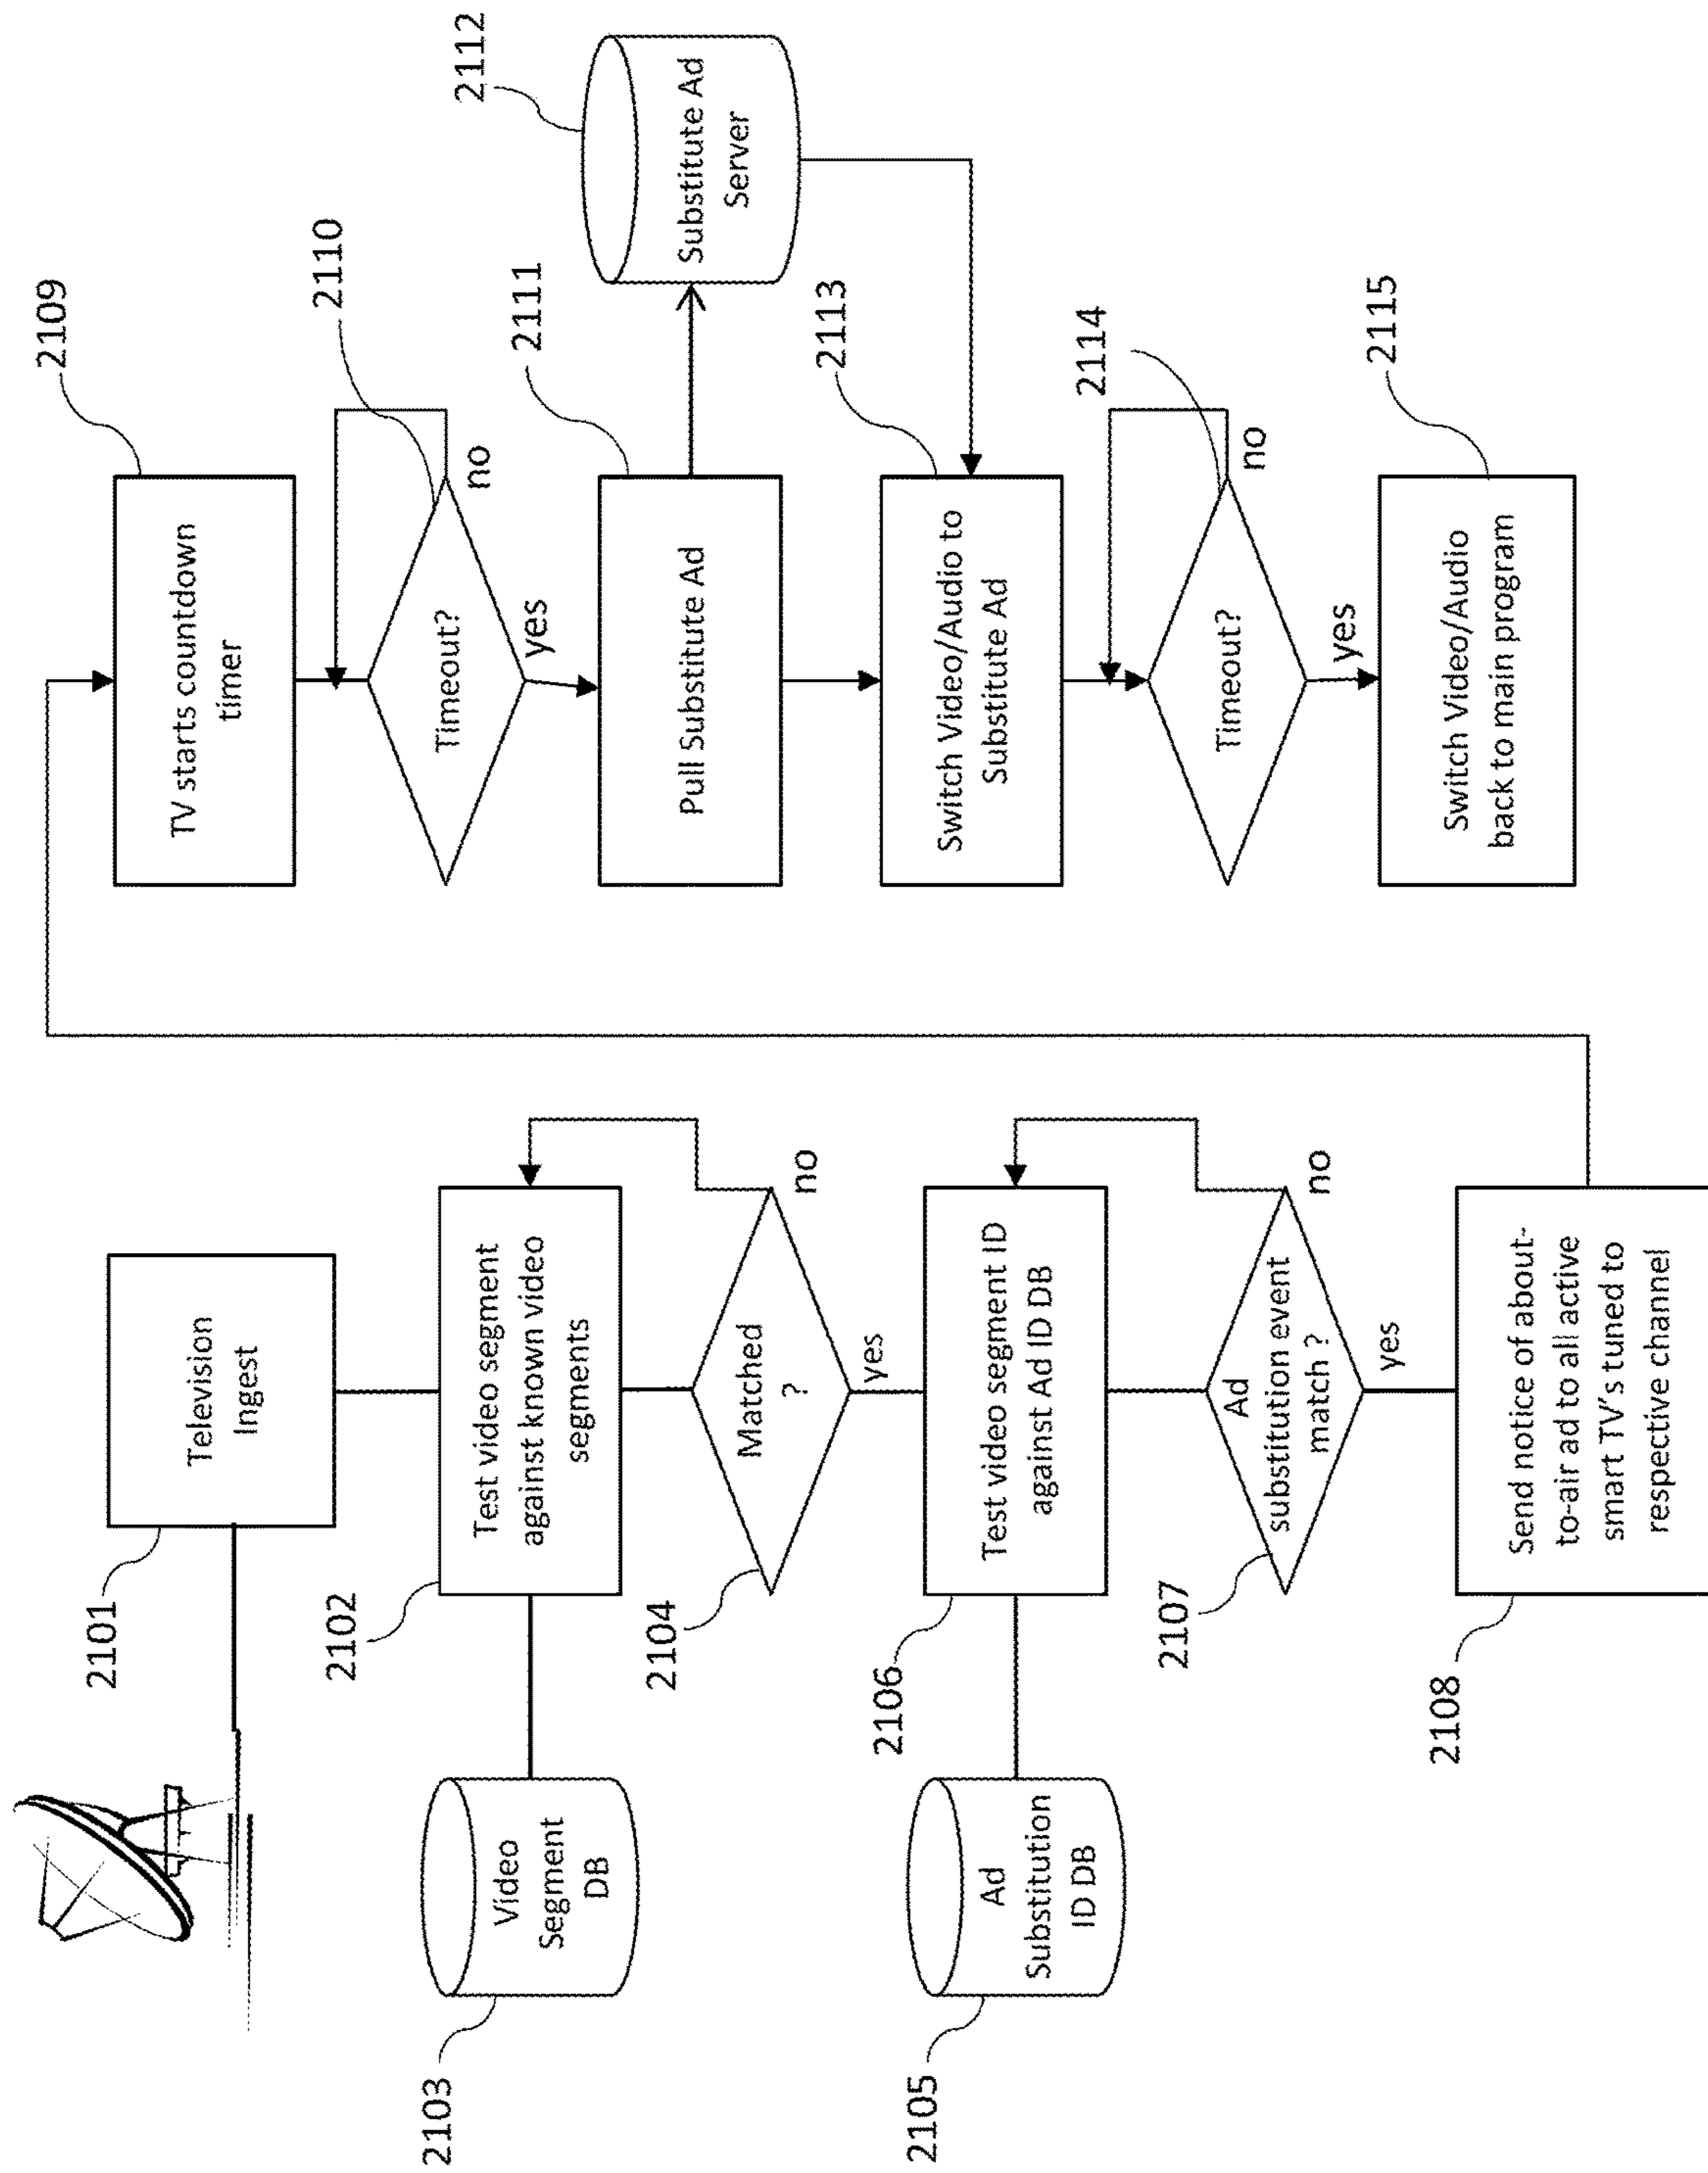 2101
Television
Ingest
2102
Test video segment
against known video
segments
2103
Video
Segment
DB
2104
Matched
?
no
yes
2105
Ad
Substitution
ID DB
2106
Test video segment ID
against Ad ID DB
2107
Ad
substitution event
match ?
no
yes
2108
Send notice of about-
to-air ad to all active
smart TV's tuned to
respective channel
2109
TV starts countdown
timer
2110
Timeout?
no
yes
2111
Pull Substitute Ad
2112
Substitute Ad
Server
2113
Switch Video/Audio to
Substitute Ad
2114
Timeout?
no
yes
2115
Switch Video/Audio
back to main program